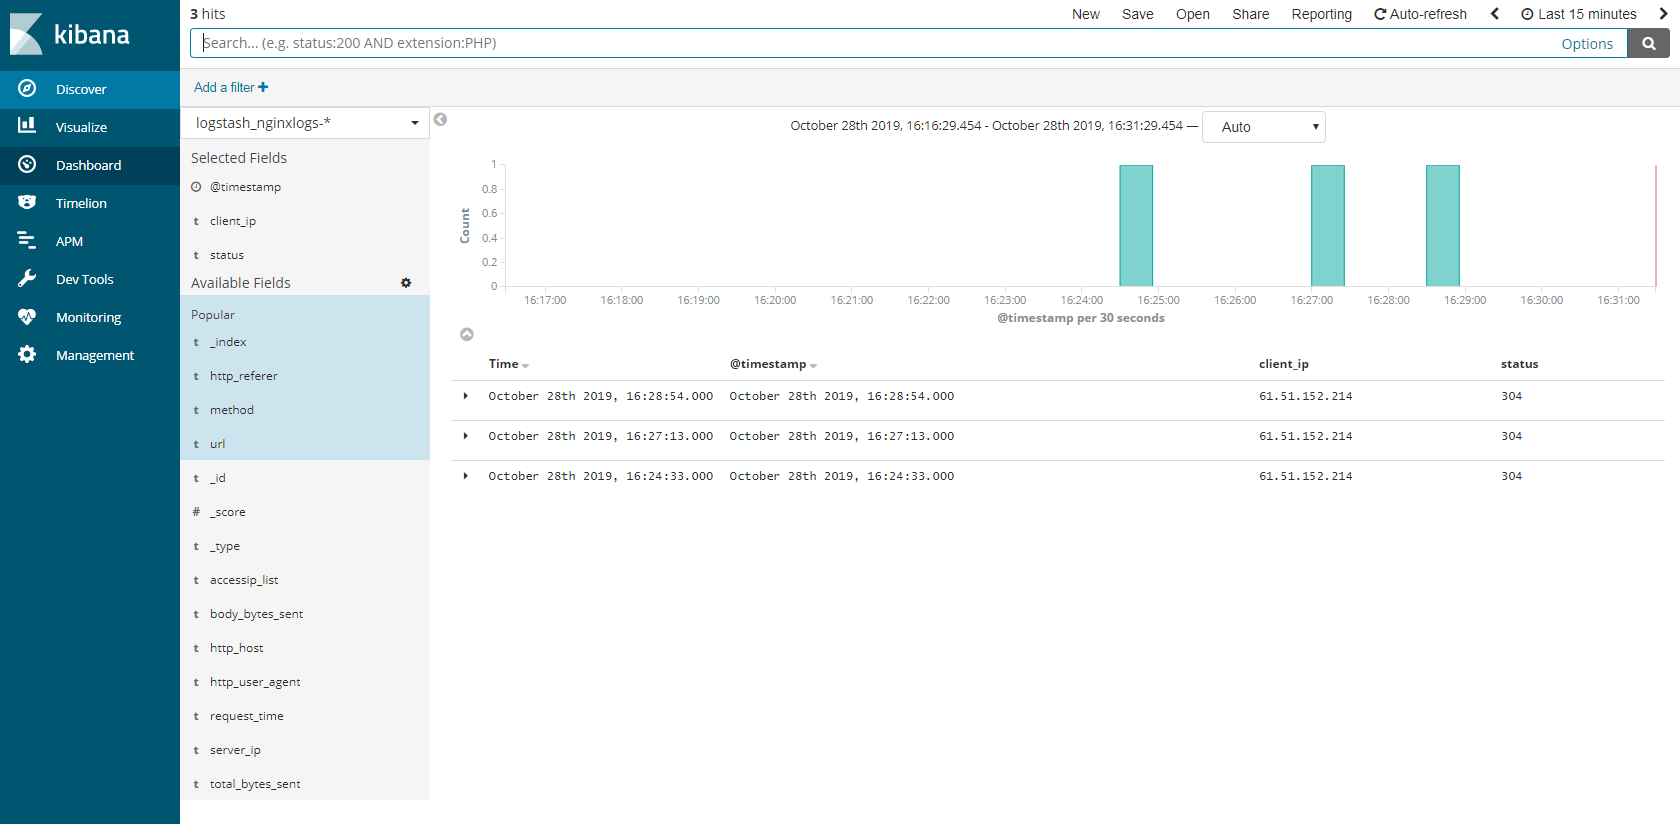 kibana
Discover
Visualize
Dashboard
Timelion
APM
Dev Tools
Monitoring
Management
3 hits
New Save Open Share Reporting Auto-refresh Last 15 minutes
Search... (e.g. status:200 AND extension:PHP) Options
Add a filter
logstash_nginxlogs-*
Selected Fields
@timestamp
t client_ip
t status
Available Fields
Popular
t _index
t http_referer
t method
t url
t _id
# _score
t _type
t accessip_list
t body_bytes_sent
t http_host
t http_user_agent
t request_time
t server_ip
t total_bytes_sent
October 28th 2019, 16:16:29.454 - October 28th 2019, 16:31:29.454 — Auto
Count
1
0.8
0.6
0.4
0.2
0
16:17:00 16:18:00 16:19:00 16:20:00 16:21:00 16:22:00 16:23:00 16:24:00 16:25:00 16:26:00 16:27:00 16:28:00 16:29:00 16:30:00 16:31:00
@timestamp per 30 seconds
Time @timestamp client_ip status
October 28th 2019, 16:28:54.000 October 28th 2019, 16:28:54.000 61.51.152.214 304
October 28th 2019, 16:27:13.000 October 28th 2019, 16:27:13.000 61.51.152.214 304
October 28th 2019, 16:24:33.000 October 28th 2019, 16:24:33.000 61.51.152.214 304